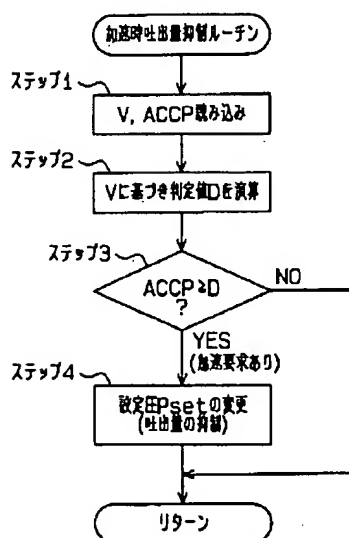 加速時吐出量抑制ルーチン
ステップ1
V, ACCP読み込み
ステップ2
Vに基づき判定値Dを演算
ステップ3
ACCP≧D
?
NO
YES
(加速要求あり)
ステップ4
設定圧Psetの変更
(吐出量の抑制)
リターン